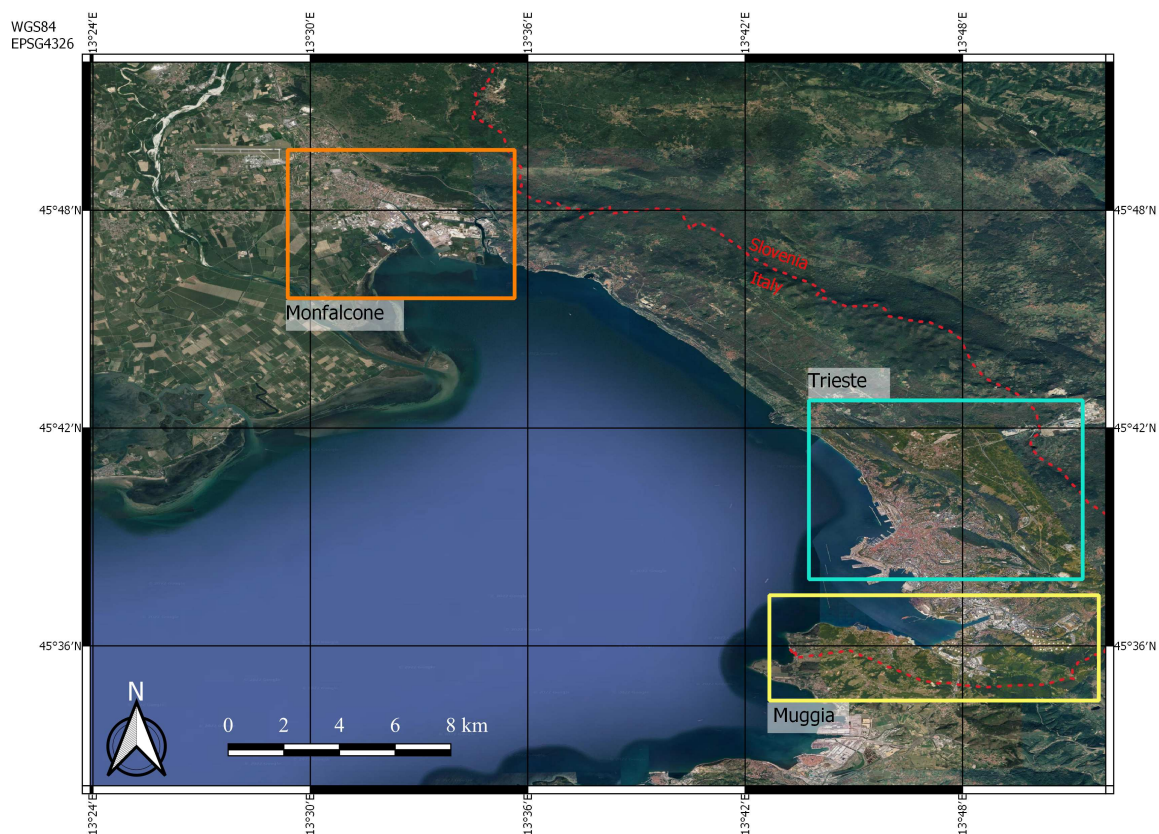 WGS84
EPSG4326
13°24′E
13°30′E
13°36′E
13°42′E
13°48′E
45°48′N
45°48′N
Slovenia
Italy
Monfalcone
Trieste
45°42′N
45°42′N
45°36′N
45°36′N
N
0 2 4 6 8 km
Muggia
13°24′E
13°30′E
13°36′E
13°42′E
13°48′E